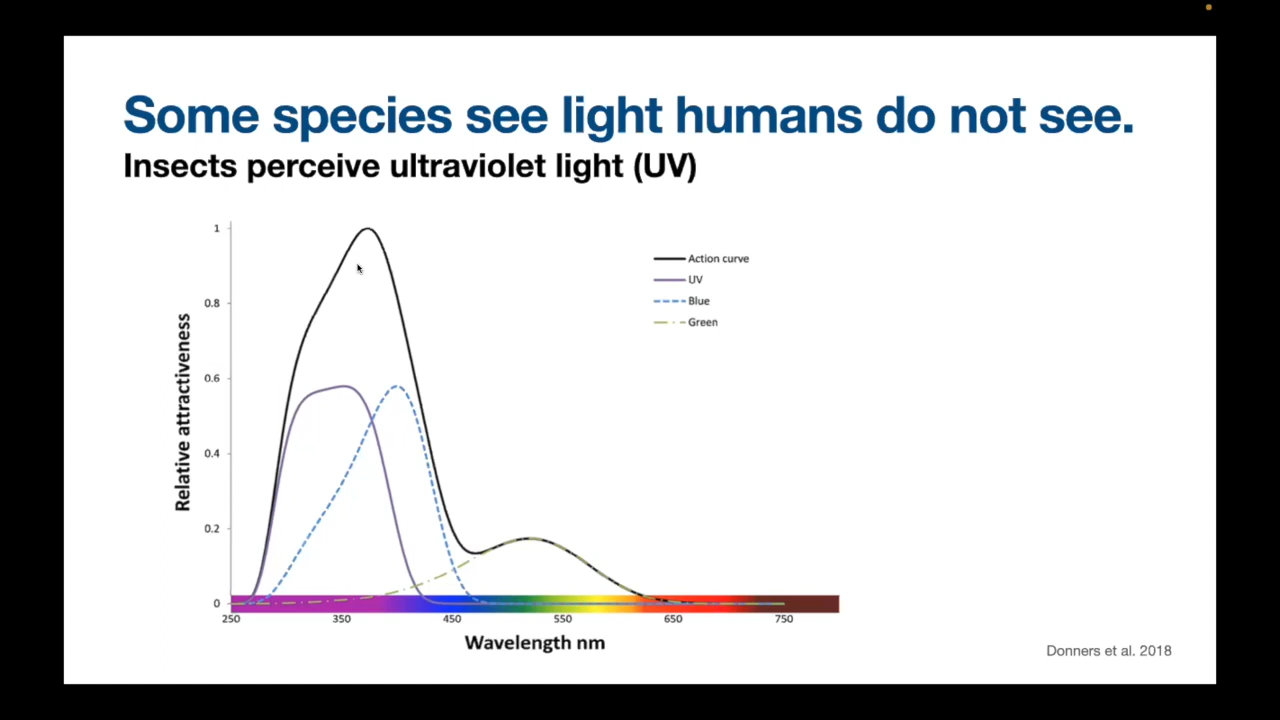 Some species see light humans do not see.
Insects perceive ultraviolet light (UV)
Relative attractiveness
1
0.8
0.6
0.4
0.2
0
Action curve
UV
Blue
Green
250 350 450 550 650 750
Wavelength nm
Donners et al. 2018